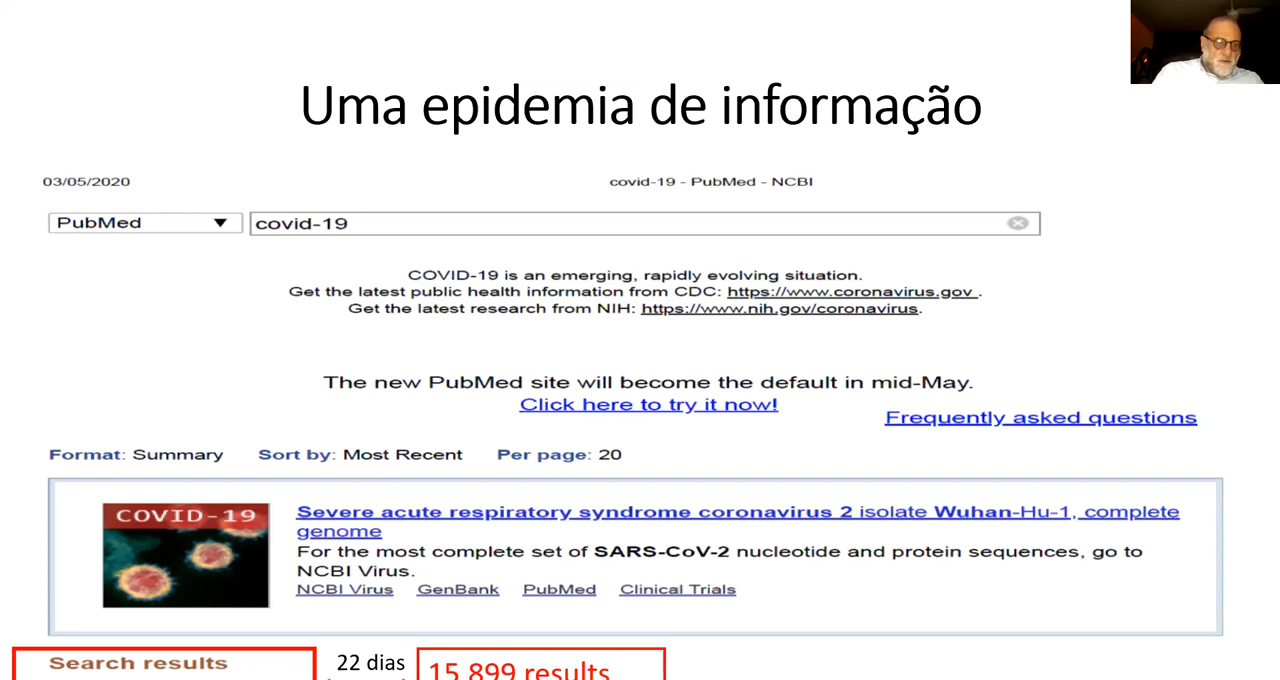 Uma epidemia de informação
03/05/2020 covid-19 - PubMed - NCBI
PubMed covid-19
COVID-19 is an emerging, rapidly evolving situation.
Get the latest public health information from CDC: https://www.coronavirus.gov .
Get the latest research from NIH: https://www.nih.gov/coronavirus.
The new PubMed site will become the default in mid-May.
Click here to try it now!
Frequently asked questions
Format: Summary Sort by: Most Recent Per page: 20
COVID-19
Severe acute respiratory syndrome coronavirus 2 isolate Wuhan-Hu-1, complete
genome
For the most complete set of SARS-CoV-2 nucleotide and protein sequences, go to
NCBI Virus.
NCBI Virus GenBank PubMed Clinical Trials
Search results 22 dias 15.899 results